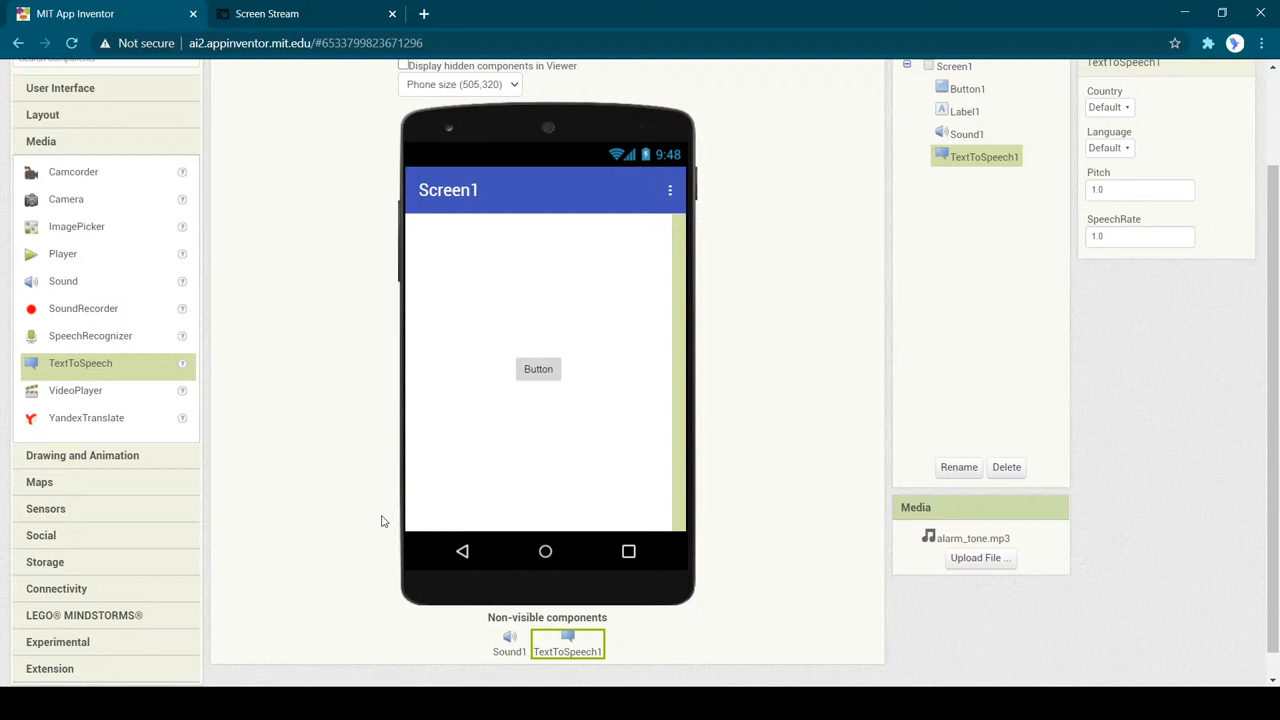 MIT App Inventor
Screen Stream
Not secure
ai2.appinventor.mit.edu/#6533799823671296
Search Components...
User Interface
Layout
Media
Camcorder
Camera
ImagePicker
Player
Sound
SoundRecorder
SpeechRecognizer
TextToSpeech
VideoPlayer
YandexTranslate
Drawing and Animation
Maps
Sensors
Social
Storage
Connectivity
LEGO® MINDSTORMS®
Experimental
Extension
Display hidden components in Viewer
Phone size (505,320)
9:48
Screen1
Button
Non-visible components
Sound1
TextToSpeech1
Screen1
Button1
Label1
Sound1
TextToSpeech1
Rename
Delete
Media
alarm_tone.mp3
Upload File ...
TextToSpeech1
Country
Default
Language
Default
Pitch
1.0
SpeechRate
1.0